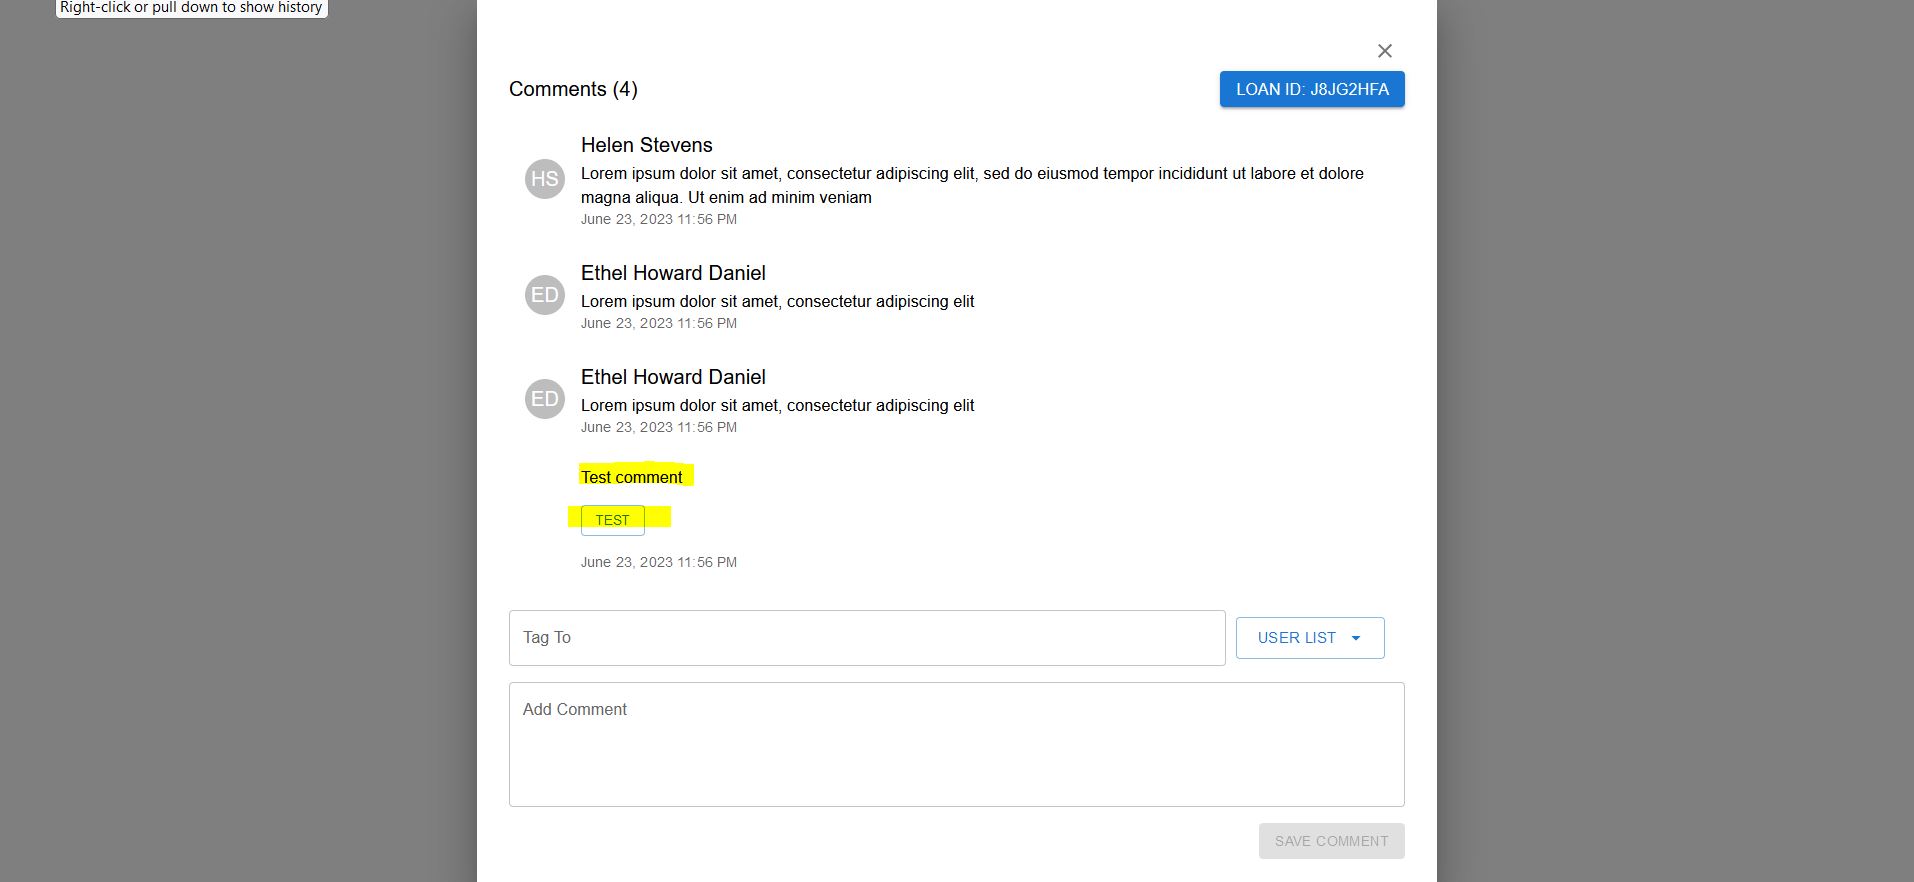 Right-click or pull down to show history
Comments (4)
LOAN ID: J8JG2HFA
Helen Stevens
HS
Lorem ipsum dolor sit amet, consectetur adipiscing elit, sed do eiusmod tempor incididunt ut labore et dolore
magna aliqua. Ut enim ad minim veniam
June 23, 2023 11:56 PM
Ethel Howard Daniel
ED
Lorem ipsum dolor sit amet, consectetur adipiscing elit
June 23, 2023 11:56 PM
Ethel Howard Daniel
ED
Lorem ipsum dolor sit amet, consectetur adipiscing elit
June 23, 2023 11:56 PM
Test comment
TEST
June 23, 2023 11:56 PM
Tag To
USER LIST
Add Comment
SAVE COMMENT